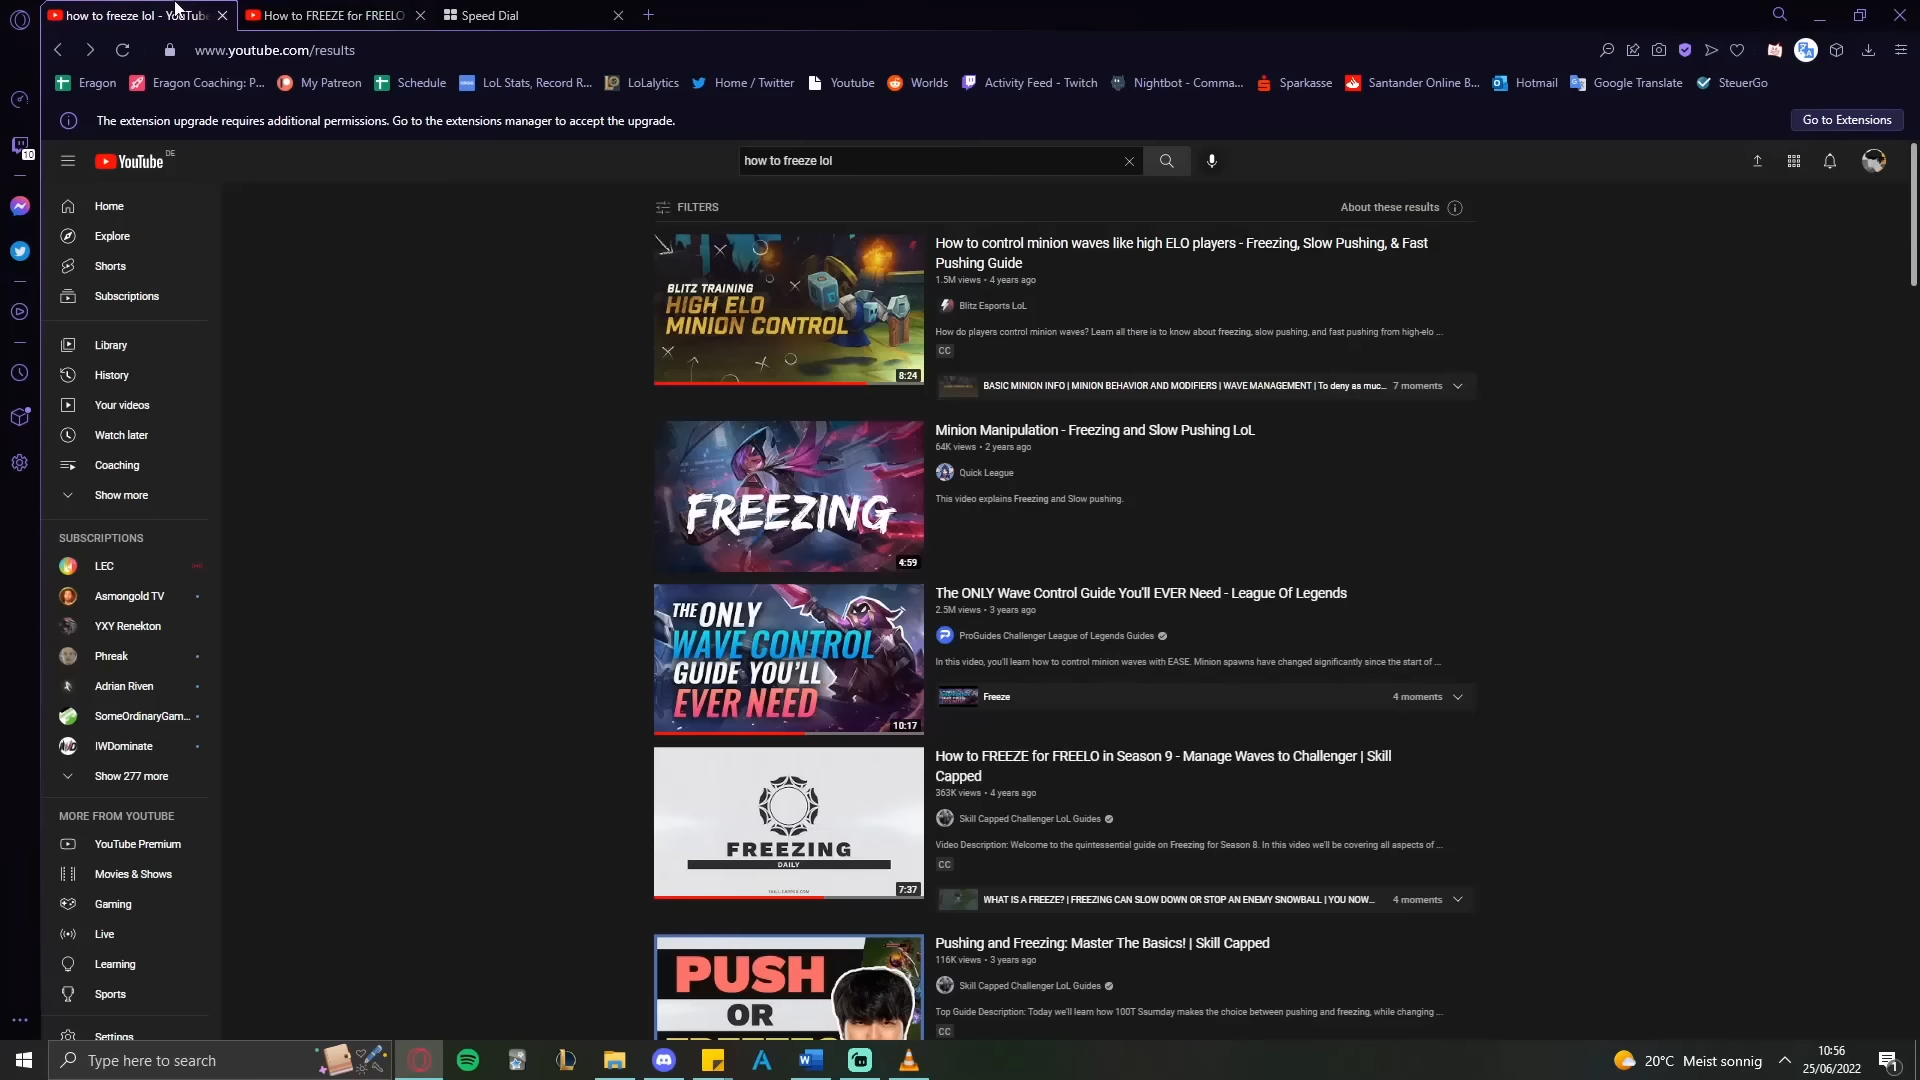 how to freeze lol - YouTube
How to FREEZE for FREELO
Speed Dial
www.youtube.com/results
Eragon
Eragon Coaching: P...
My Patreon
Schedule
LoL Stats, Record R...
LoLalytics
Home / Twitter
Youtube
Worlds
Activity Feed - Twitch
Nightbot - Comma...
Sparkasse
Santander Online B...
Hotmail
Google Translate
SteuerGo
The extension upgrade requires additional permissions. Go to the extensions manager to accept the upgrade.
Go to Extensions
10
YouTube DE
how to freeze lol
Home
Explore
Shorts
Subscriptions
Library
History
Your videos
Watch later
Coaching
Show more
SUBSCRIPTIONS
LEC
Asmongold TV
YXY Renekton
Phreak
Adrian Riven
SomeOrdinaryGam...
IWDominate
Show 277 more
MORE FROM YOUTUBE
YouTube Premium
Movies & Shows
Gaming
Live
Learning
Sports
Settings
FILTERS
About these results
BLITZ TRAINING
HIGH ELO
MINION CONTROL
8:24
How to control minion waves like high ELO players - Freezing, Slow Pushing, & Fast
Pushing Guide
1.5M views • 4 years ago
Blitz Esports LoL
How do players control minion waves? Learn all there is to know about freezing, slow pushing, and fast pushing from high-elo ...
CC
BASIC MINION INFO | MINION BEHAVIOR AND MODIFIERS | WAVE MANAGEMENT | To deny as muc...
7 moments
FREEZING
4:59
Minion Manipulation - Freezing and Slow Pushing LoL
64K views • 2 years ago
Quick League
This video explains Freezing and Slow pushing.
THE ONLY
WAVE CONTROL
GUIDE YOU'LL
EVER NEED
10:17
The ONLY Wave Control Guide You'll EVER Need - League Of Legends
2.5M views • 3 years ago
ProGuides Challenger League of Legends Guides
In this video, you'll learn how to control minion waves with EASE. Minion spawns have changed significantly since the start of ...
Freeze
4 moments
FREEZING
DAILY
SKILL-CAPPED.COM
7:37
How to FREEZE for FREELO in Season 9 - Manage Waves to Challenger | Skill
Capped
363K views • 4 years ago
Skill Capped Challenger LoL Guides
Video Description: Welcome to the quintessential guide on Freezing for Season 8. In this video we'll be covering all aspects of ...
CC
WHAT IS A FREEZE? | FREEZING CAN SLOW DOWN OR STOP AN ENEMY SNOWBALL | YOU NOW...
4 moments
PUSH
OR
Pushing and Freezing: Master The Basics! | Skill Capped
116K views • 3 years ago
Skill Capped Challenger LoL Guides
Top Guide Description: Today we'll learn how 100T Ssumday makes the choice between pushing and freezing, while changing ...
CC
Type here to search
20°C Meist sonnig
10:56
25/06/2022
1